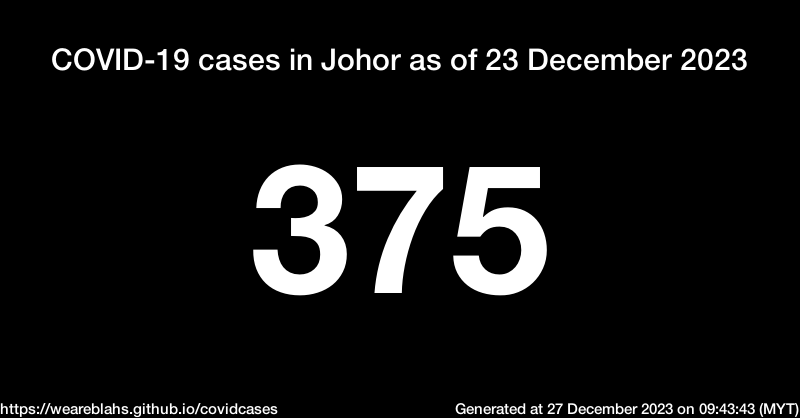 COVID-19 cases in Johor as of 23 December 2023
375
https://weareblahs.github.io/covidcases
Generated at 27 December 2023 on 09:43:43 (MYT)